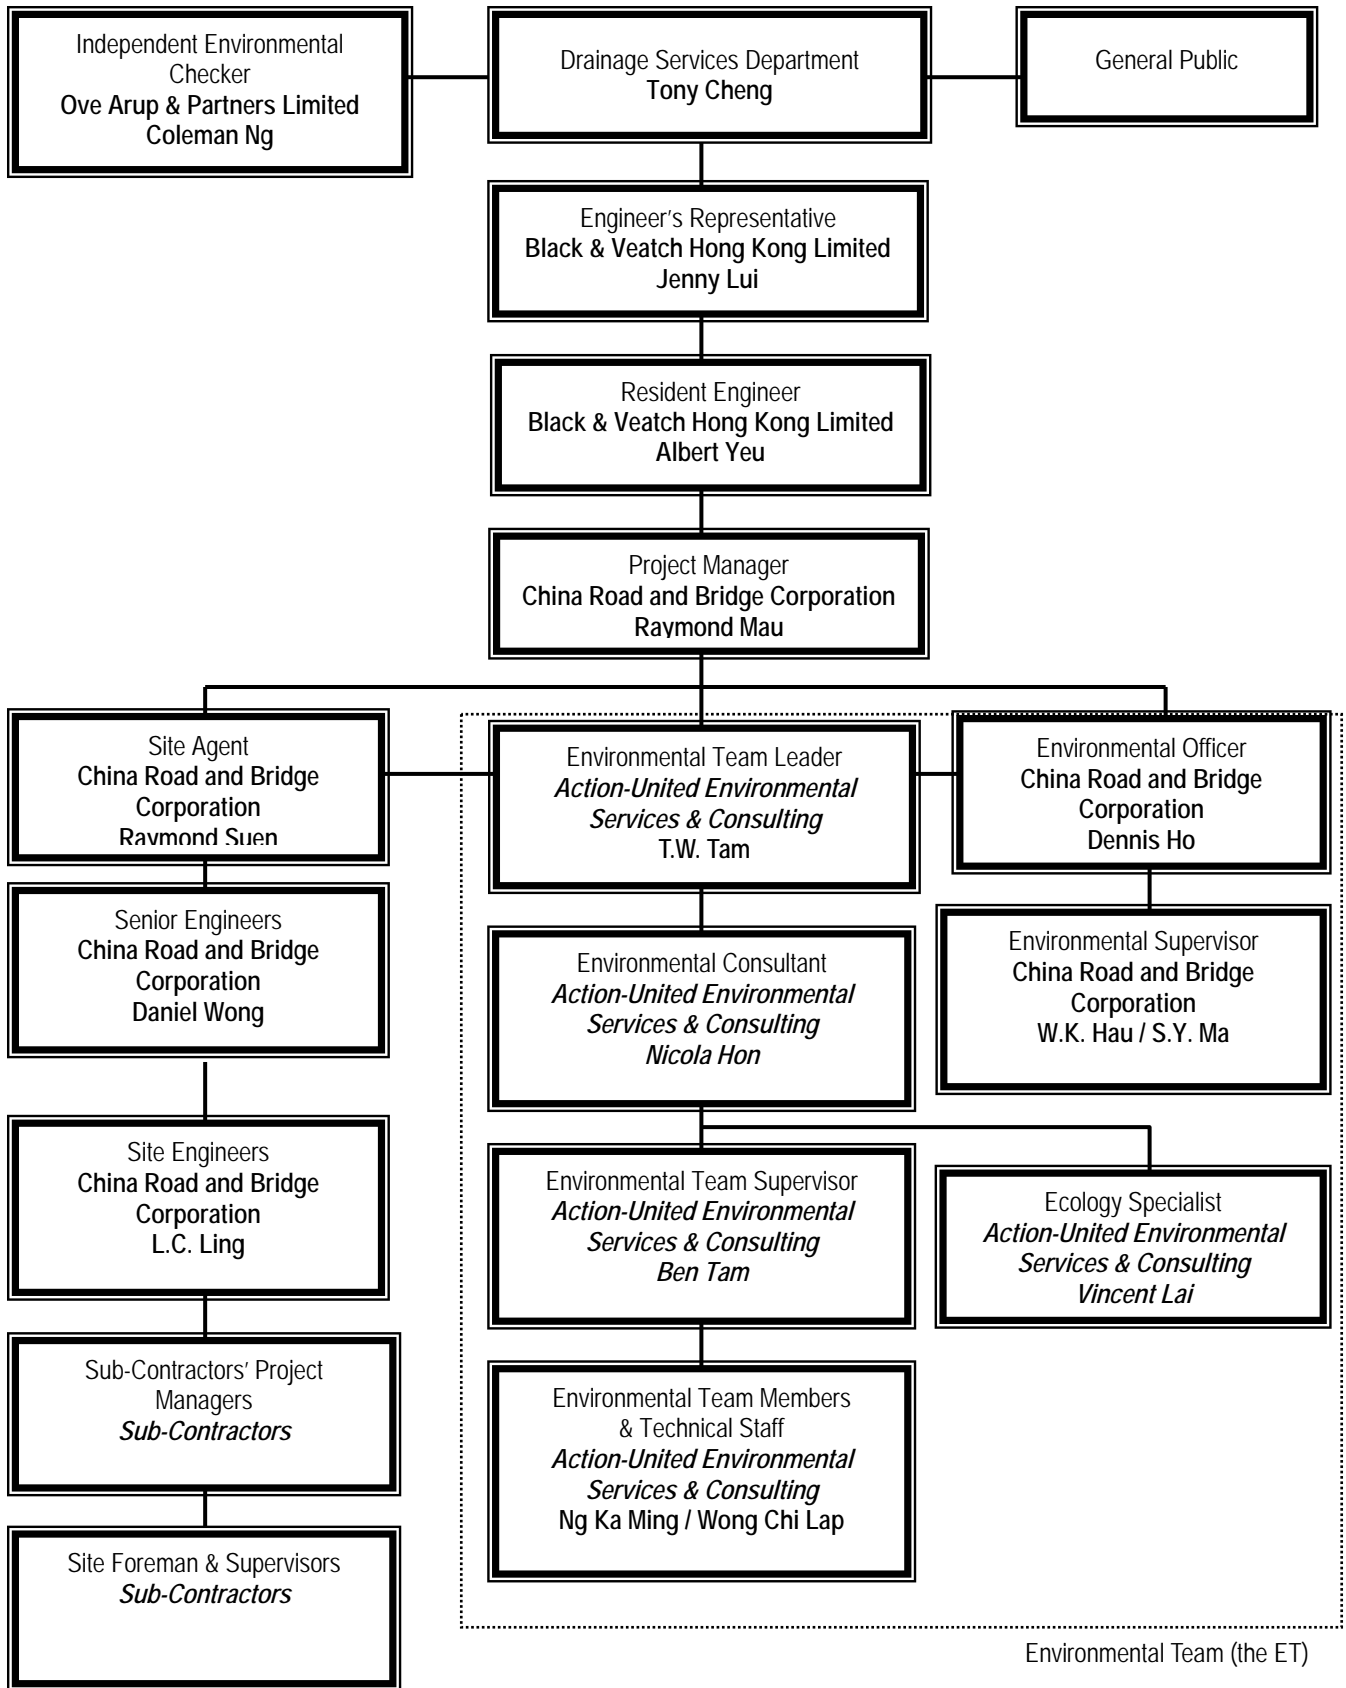 Independent Environmental
Checker
Ove Arup & Partners Limited
Coleman Ng
Drainage Services Department
Tony Cheng
General Public
Engineer's Representative
Black & Veatch Hong Kong Limited
Jenny Lui
Resident Engineer
Black & Veatch Hong Kong Limited
Albert Yeu
Project Manager
China Road and Bridge Corporation
Raymond Mau
Site Agent
China Road and Bridge
Corporation
Raymond Suen
Environmental Team Leader
Action-United Environmental
Services & Consulting
T.W. Tam
Environmental Officer
China Road and Bridge
Corporation
Dennis Ho
Senior Engineers
China Road and Bridge
Corporation
Daniel Wong
Environmental Consultant
Action-United Environmental
Services & Consulting
Nicola Hon
Environmental Supervisor
China Road and Bridge
Corporation
W.K. Hau / S.Y. Ma
Site Engineers
China Road and Bridge
Corporation
L.C. Ling
Environmental Team Supervisor
Action-United Environmental
Services & Consulting
Ben Tam
Ecology Specialist
Action-United Environmental
Services & Consulting
Vincent Lai
Sub-Contractors' Project
Managers
Sub-Contractors
Environmental Team Members
& Technical Staff
Action-United Environmental
Services & Consulting
Ng Ka Ming / Wong Chi Lap
Site Foreman & Supervisors
Sub-Contractors
Environmental Team (the ET)